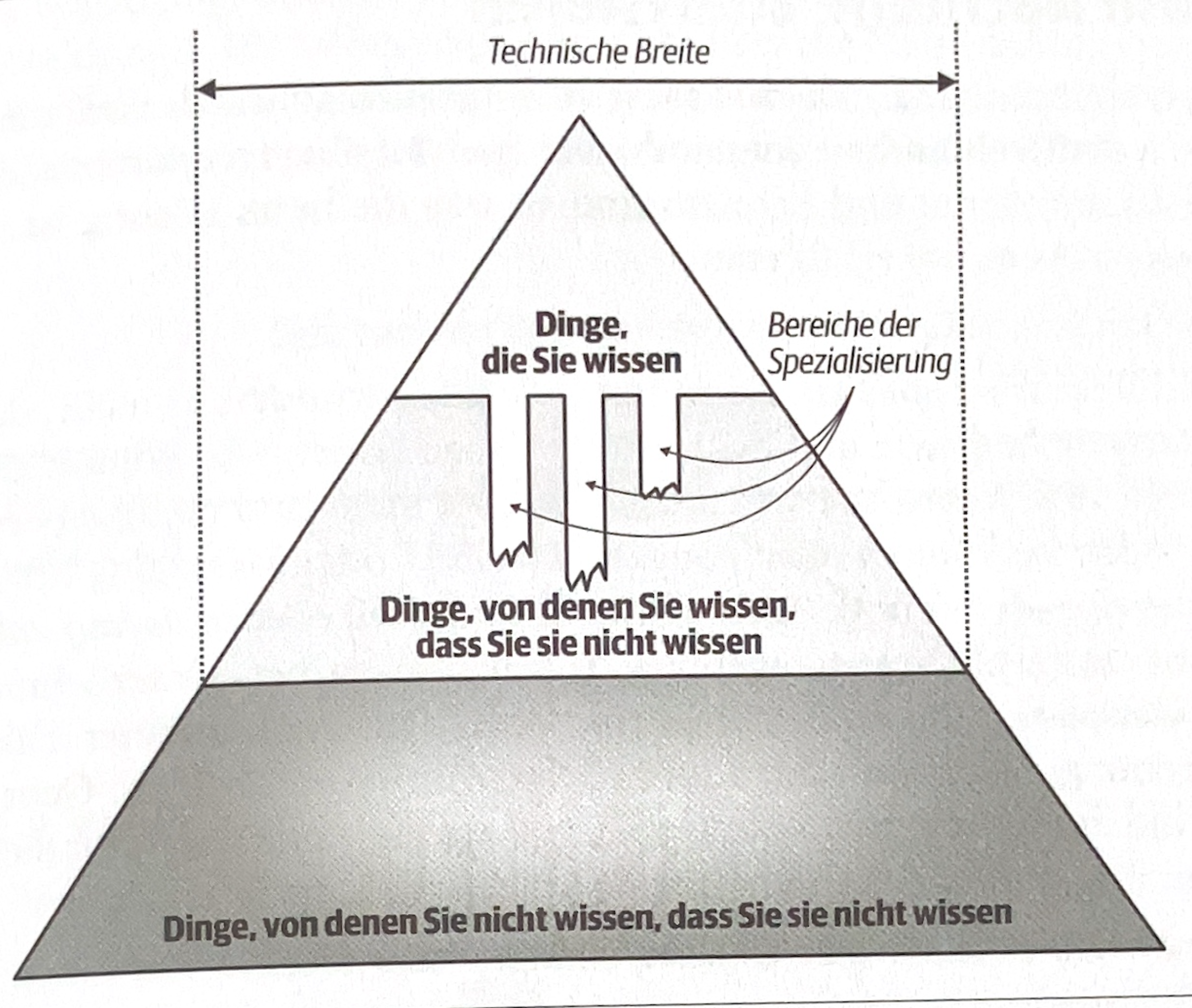 Technische Breite
Dinge,
die Sie wissen
Bereiche der
Spezialisierung
Dinge, von denen Sie wissen,
dass Sie sie nicht wissen
Dinge, von denen Sie nicht wissen, dass Sie sie nicht wissen